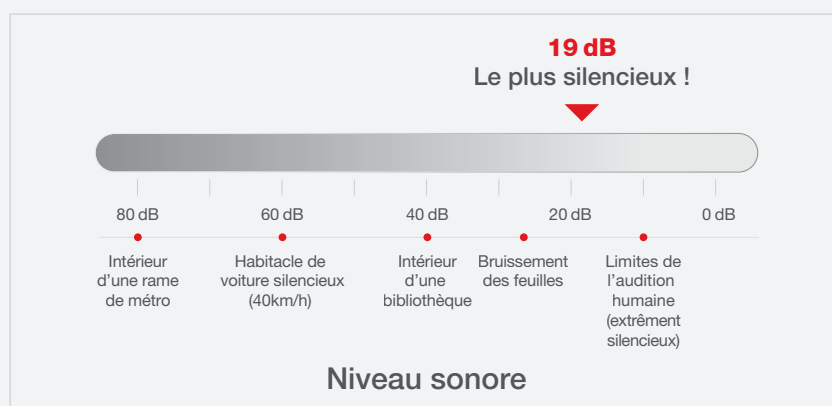 19 dB
Le plus silencieux !
80 dB
60 dB
40 dB
20 dB
0 dB
Intérieur
d'une rame
de métro
Habitacle de
voiture silencieux
(40km/h)
Intérieur
d'une
bibliothèque
Bruissement
des feuilles
Limites de
l'audition
humaine
(extrêment
silencieux)
Niveau sonore